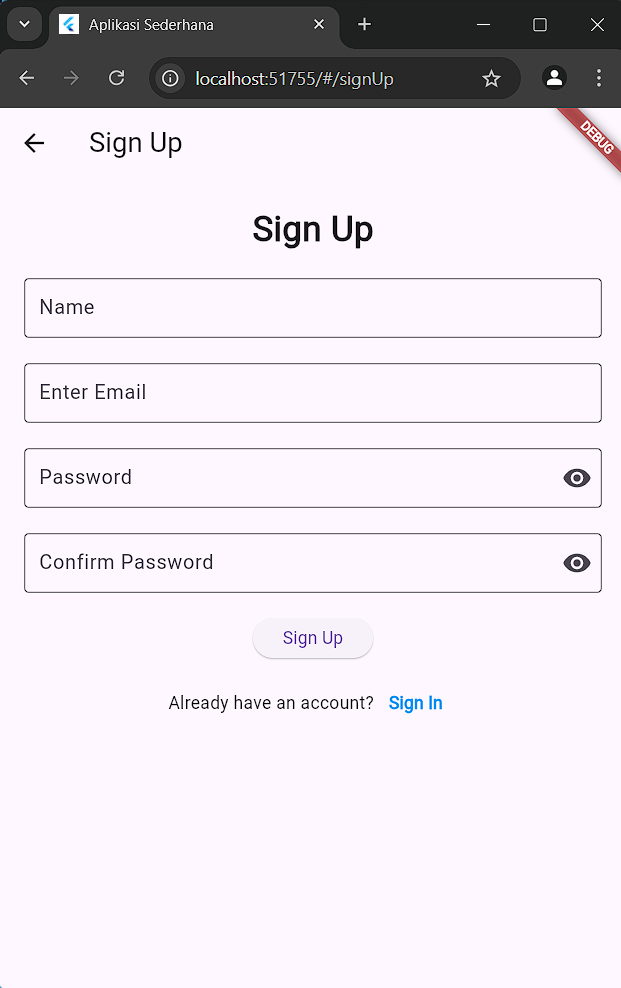 Aplikasi Sederhana
localhost:51755/#/signUp
Sign Up
DEBUG
Sign Up
Name
Enter Email
Password
Confirm Password
Sign Up
Already have an account? Sign In